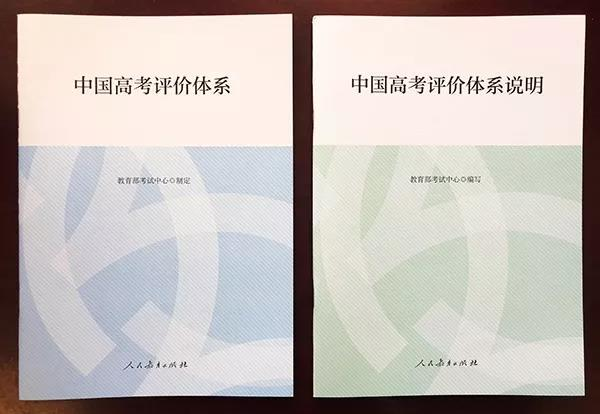 中国高考评价体系
教育部考试中心◎制定
人民教育出版社
中国高考评价体系说明
教育部考试中心◎编写
人民教育出版社